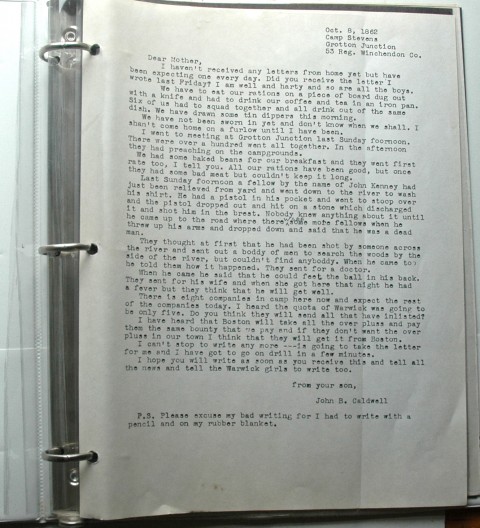 Oct. 8, 1862
Camp Stevens
Grotton Junction
53 Reg. Winchendon Co.
Dear Mother,
I haven't received any letters from home yet but have
been expecting one every day. Did you receive the letter I
wrote last Friday? I am well and harty and so are all the boys.
We have to eat our rations on a piece of board dug out
with a knife and had to drink our coffee and tea in an iron pan.
Six of us had to squad together and all drink out of the same
dish. We have drawn some tin dippers this morning.
We have not been sworn in yet and don't know when we shall. I
shan't come home on a furlow until I have been.
I went to meeting at Grotton Junction last Sunday foornoon.
There were over a hundred went all together. In the afternoon
they had preaching on the campgrounds.
We had some baked beans for our breakfast and they went first
rate too, I tell you. All our rations have been good, but once
they had some bad meat but couldn't keep it long.
Last Sunday foornoon a fellow by the name of John Kenney had
just been relieved from yard and went down to the river to wash
his shirt. He had a pistol in his pocket and went to stoop over
and the pistol dropped out and hit on a stone which discharged
it and shot him in the brest. Nobody knew anything about it until
he came up to the road where there some more fellows when he
threw up his arms and dropped down and said that he was a dead
man.
They thought at first that he had been shot by someone across
the river and sent out a boddy of men to search the woods by the
side of the river, but couldn't find anyboddy. When he came to
he told them how it happened. They sent for a doctor.
When he came he said that he could feel the ball in his back.
They sent for his wife and when she got here that night he had
a fever but they think that he will get well.
There is eight companies in camp here now and expect the rest
of the companies today. I heard the quota of Warwick was going to
be only five. Do you think they will send all that have inlisted?
I have heard that Boston will take all the over pluss and pay
them the same bounty that we pay and if they don't want the over
pluss in our town I think that they will get it from Boston.
I can't stop to write any more ---is going to take the letter
for me and I have got to go on drill in a few minutes.
I hope you will write as soon as you receive this and tell all
the news and tell the Warwick girls to write too.
from your son,
John B. Caldwell
P.S. Please excuse my bad writing for I had to write with a
pencil and on my rubber blanket.